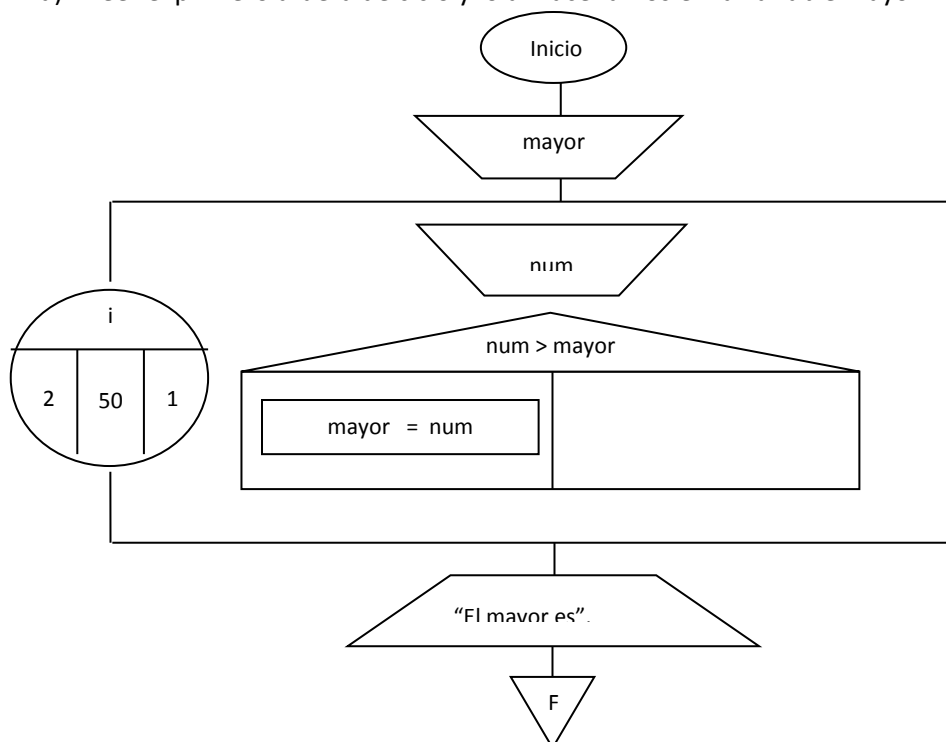 Inicio
mayor
num
i
num > mayor
2 50 1
mayor = num
“El mayor es”,
F